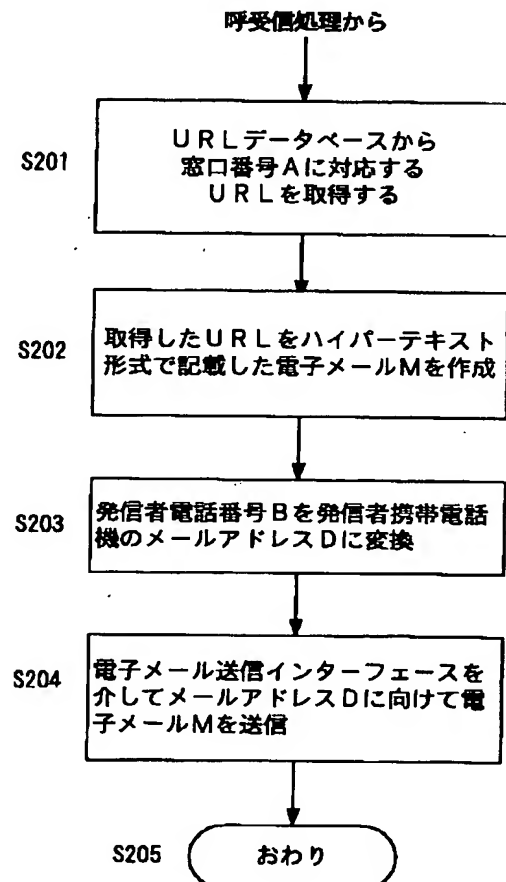 呼受信処理から
S201
URLデータベースから
窓口番号Aに対応する
URLを取得する
S202
取得したURLをハイパーテキスト
形式で記載した電子メールMを作成
S203
発信者電話番号Bを発信者携帯電話
機のメールアドレスDに変換
S204
電子メール送信インターフェースを
介してメールアドレスDに向けて電
子メールMを送信
S205
おわり